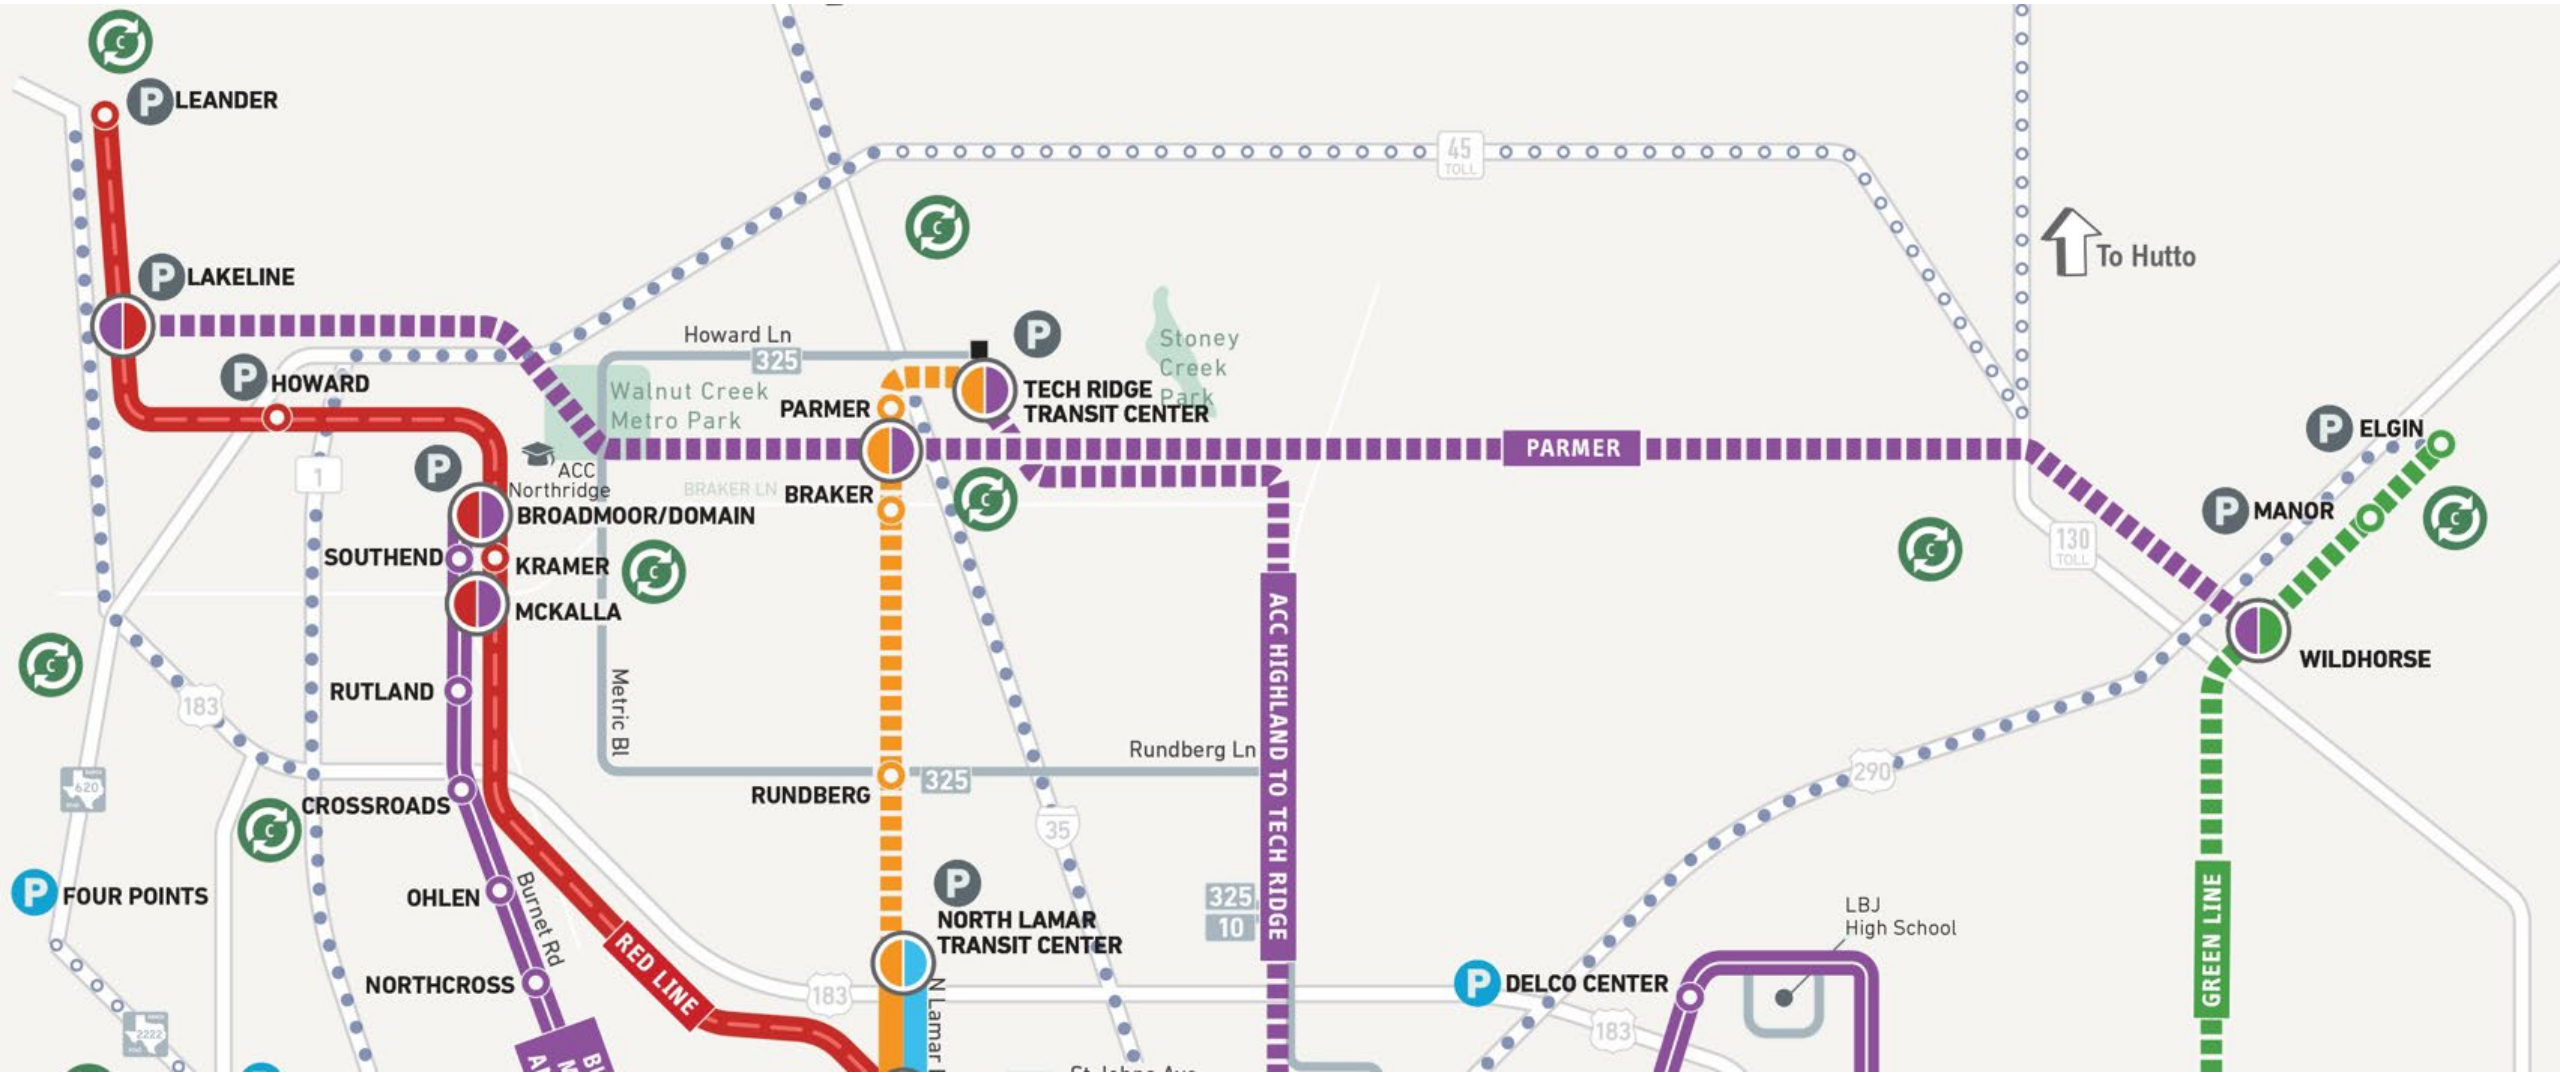 C
P LEANDER
45
TOLL
C
To Hutto
P LAKELINE
Howard Ln
325
P
Stoney
Creek
Park
P HOWARD
Walnut Creek
Metro Park
PARMER
TECH RIDGE
TRANSIT CENTER
P ELGIN
PARMER
P
1
ACC
Northridge
BRAKER LN
BRAKER
C
P MANOR
C
BROADMOOR/DOMAIN
C
130
TOLL
SOUTHEND
KRAMER
C
MCKALLA
C
WILDHORSE
RUTLAND
Metric Bl
ACC HIGHLAND TO TECH RIDGE
183
Rundberg Ln
325
290
620
CROSSROADS
RUNDBERG
C
35
P FOUR POINTS
OHLEN
Burnet Rd
P
NORTH LAMAR
TRANSIT CENTER
325
10
LBJ
High School
GREEN LINE
RED LINE
NORTHCROSS
183
N Lamar
P DELCO CENTER
183
2222
St Johns Ave